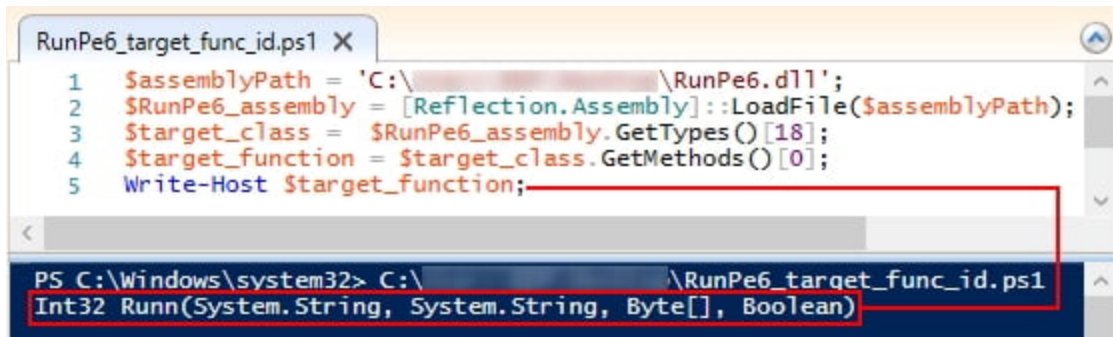 RunPe6_target_func_id.ps1 X
1 $assemblyPath = 'C:\ \RunPe6.dll';
2 $RunPe6_assembly = [Reflection.Assembly]::LoadFile($assemblyPath);
3 $target_class =  $RunPe6_assembly.GetTypes()[18];
4 $target_function = $target_class.GetMethods()[0];
5 Write-Host $target_function;
PS C:\Windows\system32> C:\ \RunPe6_target_func_id.ps1
Int32 Runn(System.String, System.String, Byte[], Boolean)